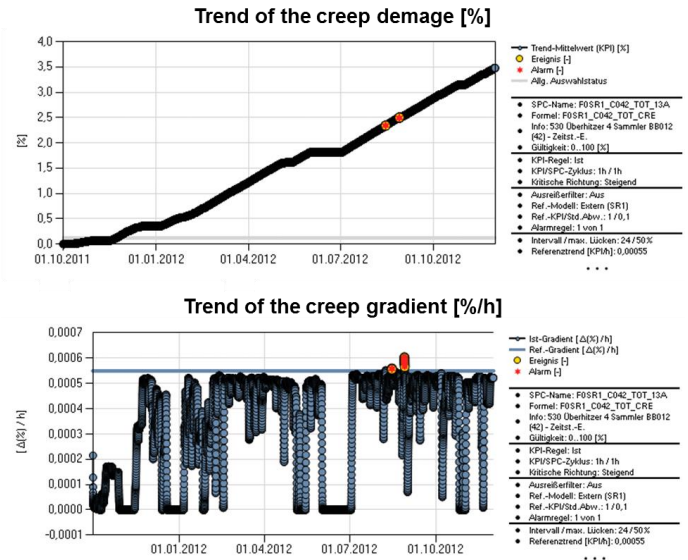 Trend of the creep demage [%]
4,0
3,5
3,0
2,5
2,0
1,5
1,0
0,5
0,0
[%]
01.10.2011
01.01.2012
01.04.2012
01.07.2012
01.10.2012
Trend-Mittelwert (KPI) [%]
Ereignis [-]
Alarm [-]
Allg. Auswahlstatus
SPC-Name: F0SR1_C042_TOT_13A
Formel: F0SR1_C042_TOT_CRE
Info: 530 Überhitzer 4 Sammler BB012
(42) - Zeitst.-E.
Gültigkeit: 0..100 [%]
KPI-Regel: Ist
KPI/SPC-Zyklus: 1h / 1h
Kritische Richtung: Steigend
Ausreißerfilter: Aus
Ref.-Modell: Extern (SR1)
Ref.-KPI/Std.Abw.: 1 / 0,1
Alarmregel: 1 von 1
Intervall / max. Lücken: 24 / 50%
Referenztrend [KPI/h]: 0,00055
• • •
Trend of the creep gradient [%/h]
0,0007
0,0006
0,0005
0,0004
0,0003
0,0002
0,0001
0,0000
-0,0001
[Δ(%) / h]
01.01.2012
01.04.2012
01.07.2012
01.10.2012
Ist-Gradient [Δ(%) / h]
Ref.-Gradient [Δ(%) / h]
Ereignis [-]
Alarm [-]
SPC-Name: F0SR1_C042_TOT_13A
Formel: F0SR1_C042_TOT_CRE
Info: 530 Überhitzer 4 Sammler BB012
(42) - Zeitst.-E.
Gültigkeit: 0..100 [%]
KPI-Regel: Ist
KPI/SPC-Zyklus: 1h / 1h
Kritische Richtung: Steigend
Ausreißerfilter: Aus
Ref.-Modell: Extern (SR1)
Ref.-KPI/Std.Abw.: 1 / 0,1
Alarmregel: 1 von 1
Intervall / max. Lücken: 24 / 50%
Referenztrend [KPI/h]: 0,00055
• • •